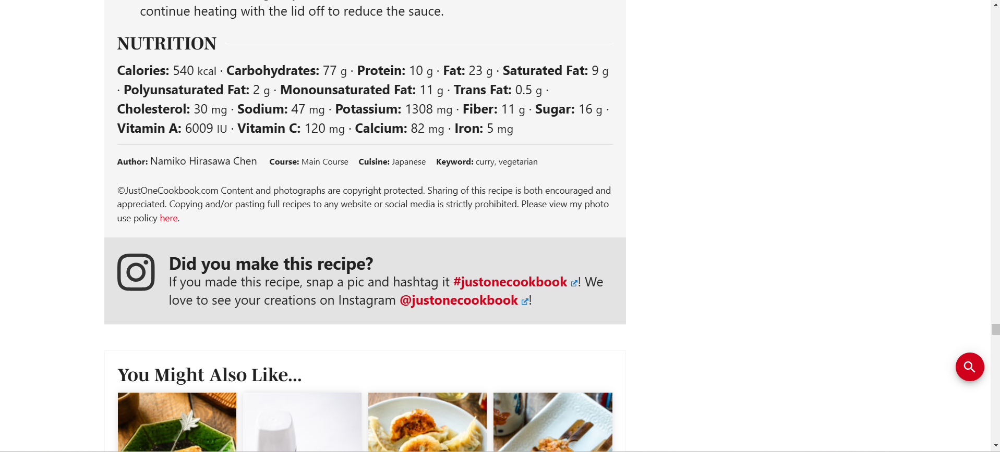 continue heating with the lid off to reduce the sauce.
NUTRITION
Calories: 540 kcal · Carbohydrates: 77 g · Protein: 10 g · Fat: 23 g · Saturated Fat: 9 g
· Polyunsaturated Fat: 2 g · Monounsaturated Fat: 11 g · Trans Fat: 0.5 g ·
Cholesterol: 30 mg · Sodium: 47 mg · Potassium: 1308 mg · Fiber: 11 g · Sugar: 16 g ·
Vitamin A: 6009 IU · Vitamin C: 120 mg · Calcium: 82 mg · Iron: 5 mg
Author: Namiko Hirasawa Chen Course: Main Course Cuisine: Japanese Keyword: curry, vegetarian
©JustOneCookbook.com Content and photographs are copyright protected. Sharing of this recipe is both encouraged and
appreciated. Copying and/or pasting full recipes to any website or social media is strictly prohibited. Please view my photo
use policy here.
Did you make this recipe?
If you made this recipe, snap a pic and hashtag it #justonecookbook! We
love to see your creations on Instagram @justonecookbook!
You Might Also Like...